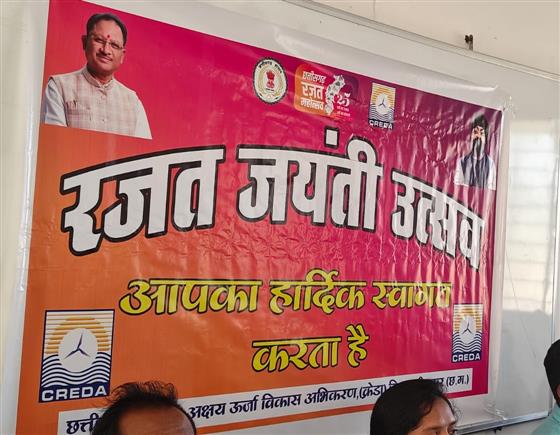 छत्तीसगढ़
रजत
महोत्सव
CREDA
रजत जयंती उत्सव
आपका हार्दिक स्वागत
करता है
CREDA
CREDA
अक्षय ऊर्जा विकास अभिकरण,(क्रेडा) (छ.ग.)